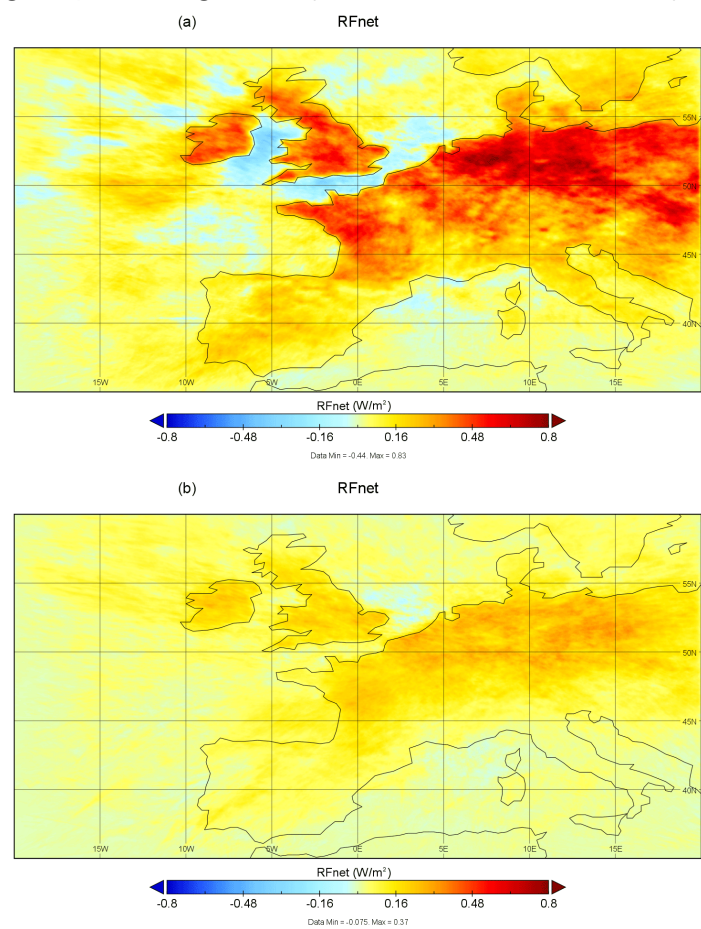 (a) RFnet
55N
50N
45N
40N
15W 10W 5W 0E 5E 10E 15E
RFnet (W/m²)
-0.8 -0.48 -0.16 0.16 0.48 0.8
Data Min = -0.44. Max = 0.83
(b) RFnet
55N
50N
45N
40N
15W 10W 5W 0E 5E 10E 15E
RFnet (W/m²)
-0.8 -0.48 -0.16 0.16 0.48 0.8
Data Min = -0.075. Max = 0.37